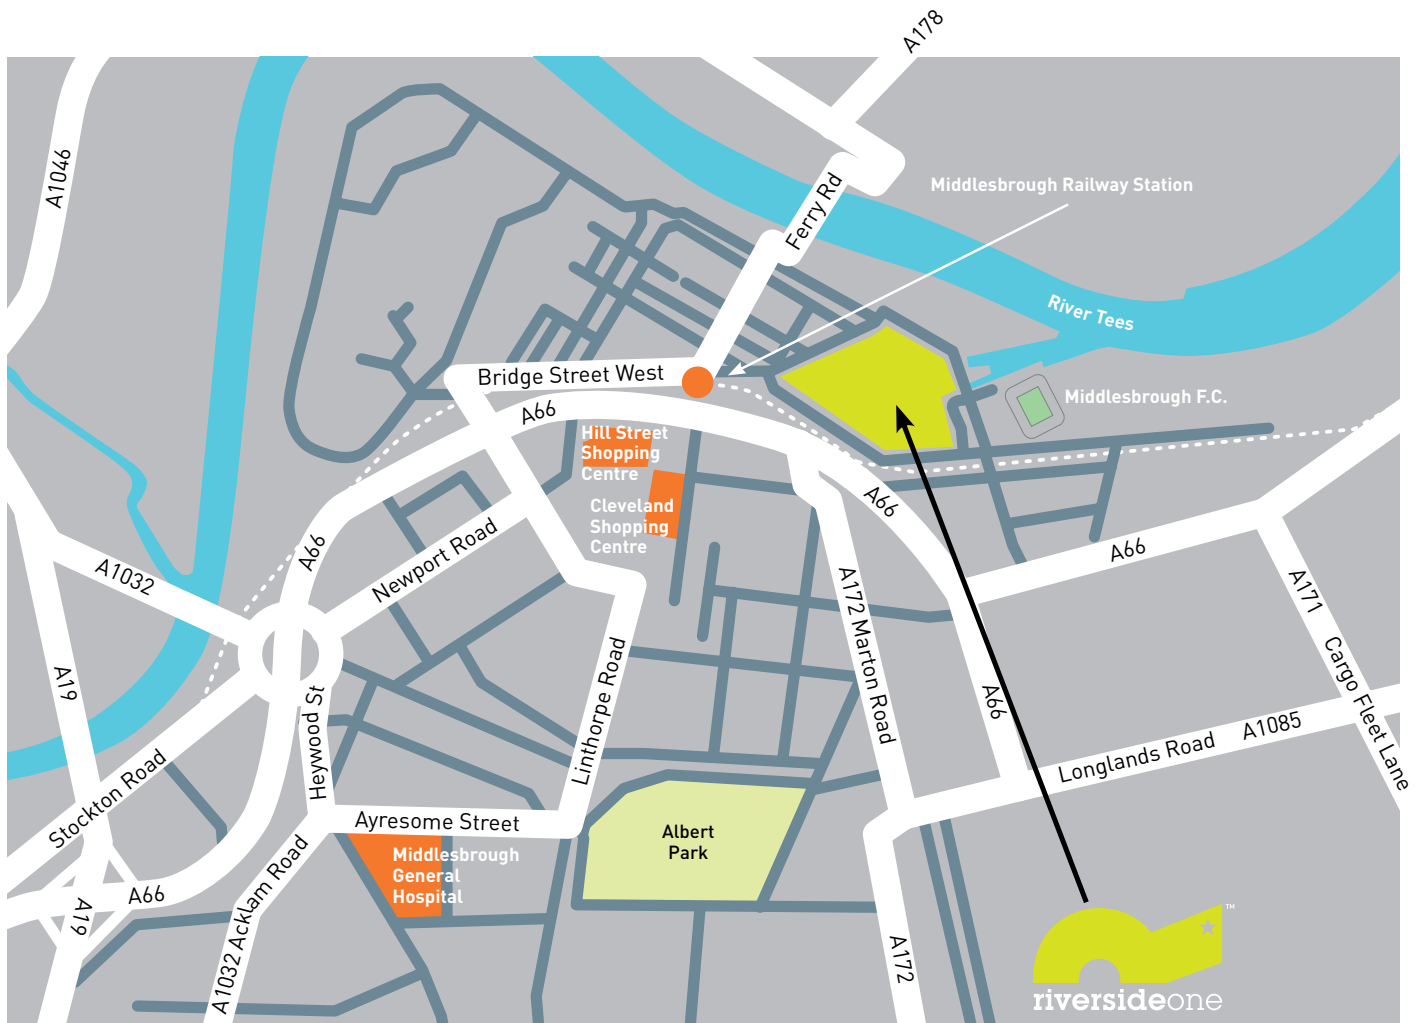 A178
A1046
Ferry Rd
Middlesbrough Railway Station
River Tees
Bridge Street West
Middlesbrough F.C.
A66
Hill Street
Shopping
Centre
Cleveland
Shopping
Centre
A66
A66
Newport Road
A66
A1032
A172 Marton Road
A171
Cargo Fleet Lane
A19
Heywood St
Linthorpe Road
A66
Longlands Road
A1085
Stockton Road
Ayresome Street
Albert
Park
Middlesbrough
General
Hospital
A66
A19
A1032 Acklam Road
A172
TM
riversideone